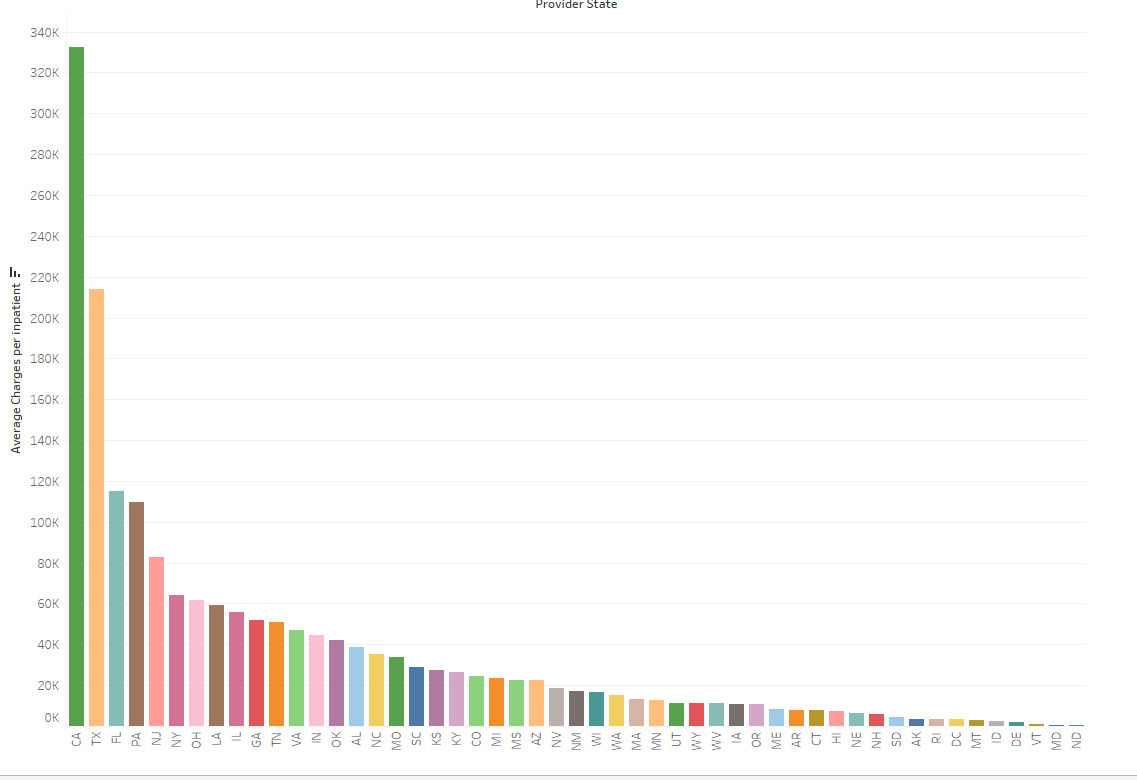 Provider State
Average Charges per inpatient
340K
320K
300K
280K
260K
240K
220K
200K
180K
160K
140K
120K
100K
80K
60K
40K
20K
0K
CA TX FL PA NJ NY OH LA IL GA TN VA IN OK AL NC MO SC KS KY CO MI MS AZ NV NM WI WA MA MN UT WY WV IA OR ME AR CT HI NE NH SD AK RI DC MT ID DE VT MD ND